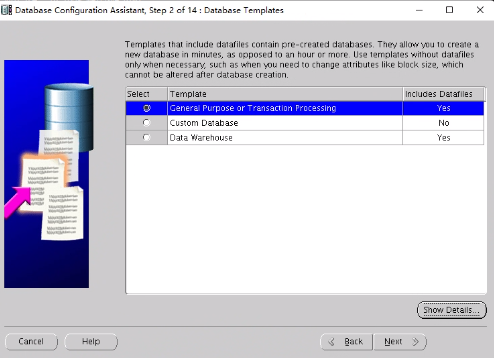 Database Configuration Assistant, Step 2 of 14 : Database Templates
Templates that include datafiles contain pre-created databases. They allow you to create a
new database in minutes, as opposed to an hour or more. Use templates without datafiles
only when necessary, such as when you need to change attributes like block size, which
cannot be altered after database creation.
Select Template Includes Datafiles
General Purpose or Transaction Processing Yes
Custom Database No
Data Warehouse Yes
Show Details...
Cancel Help Back Next